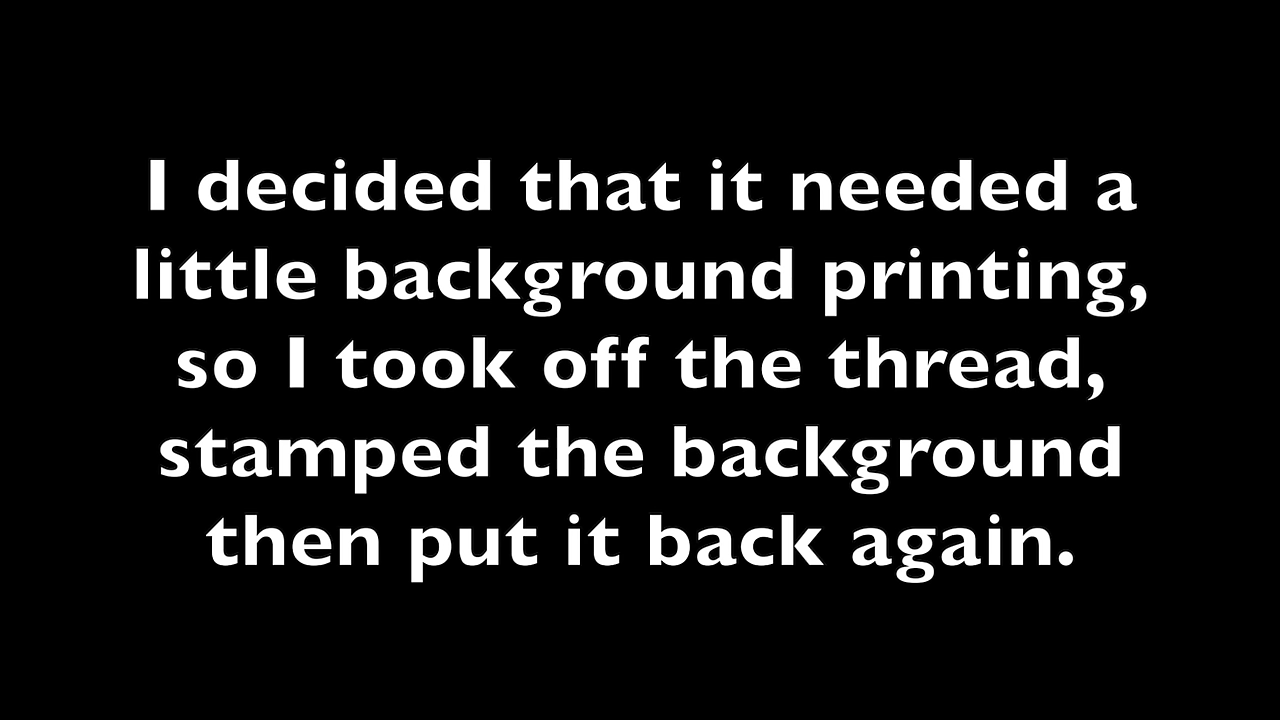 I decided that it needed a
little background printing,
so I took off the thread,
stamped the background
then put it back again.